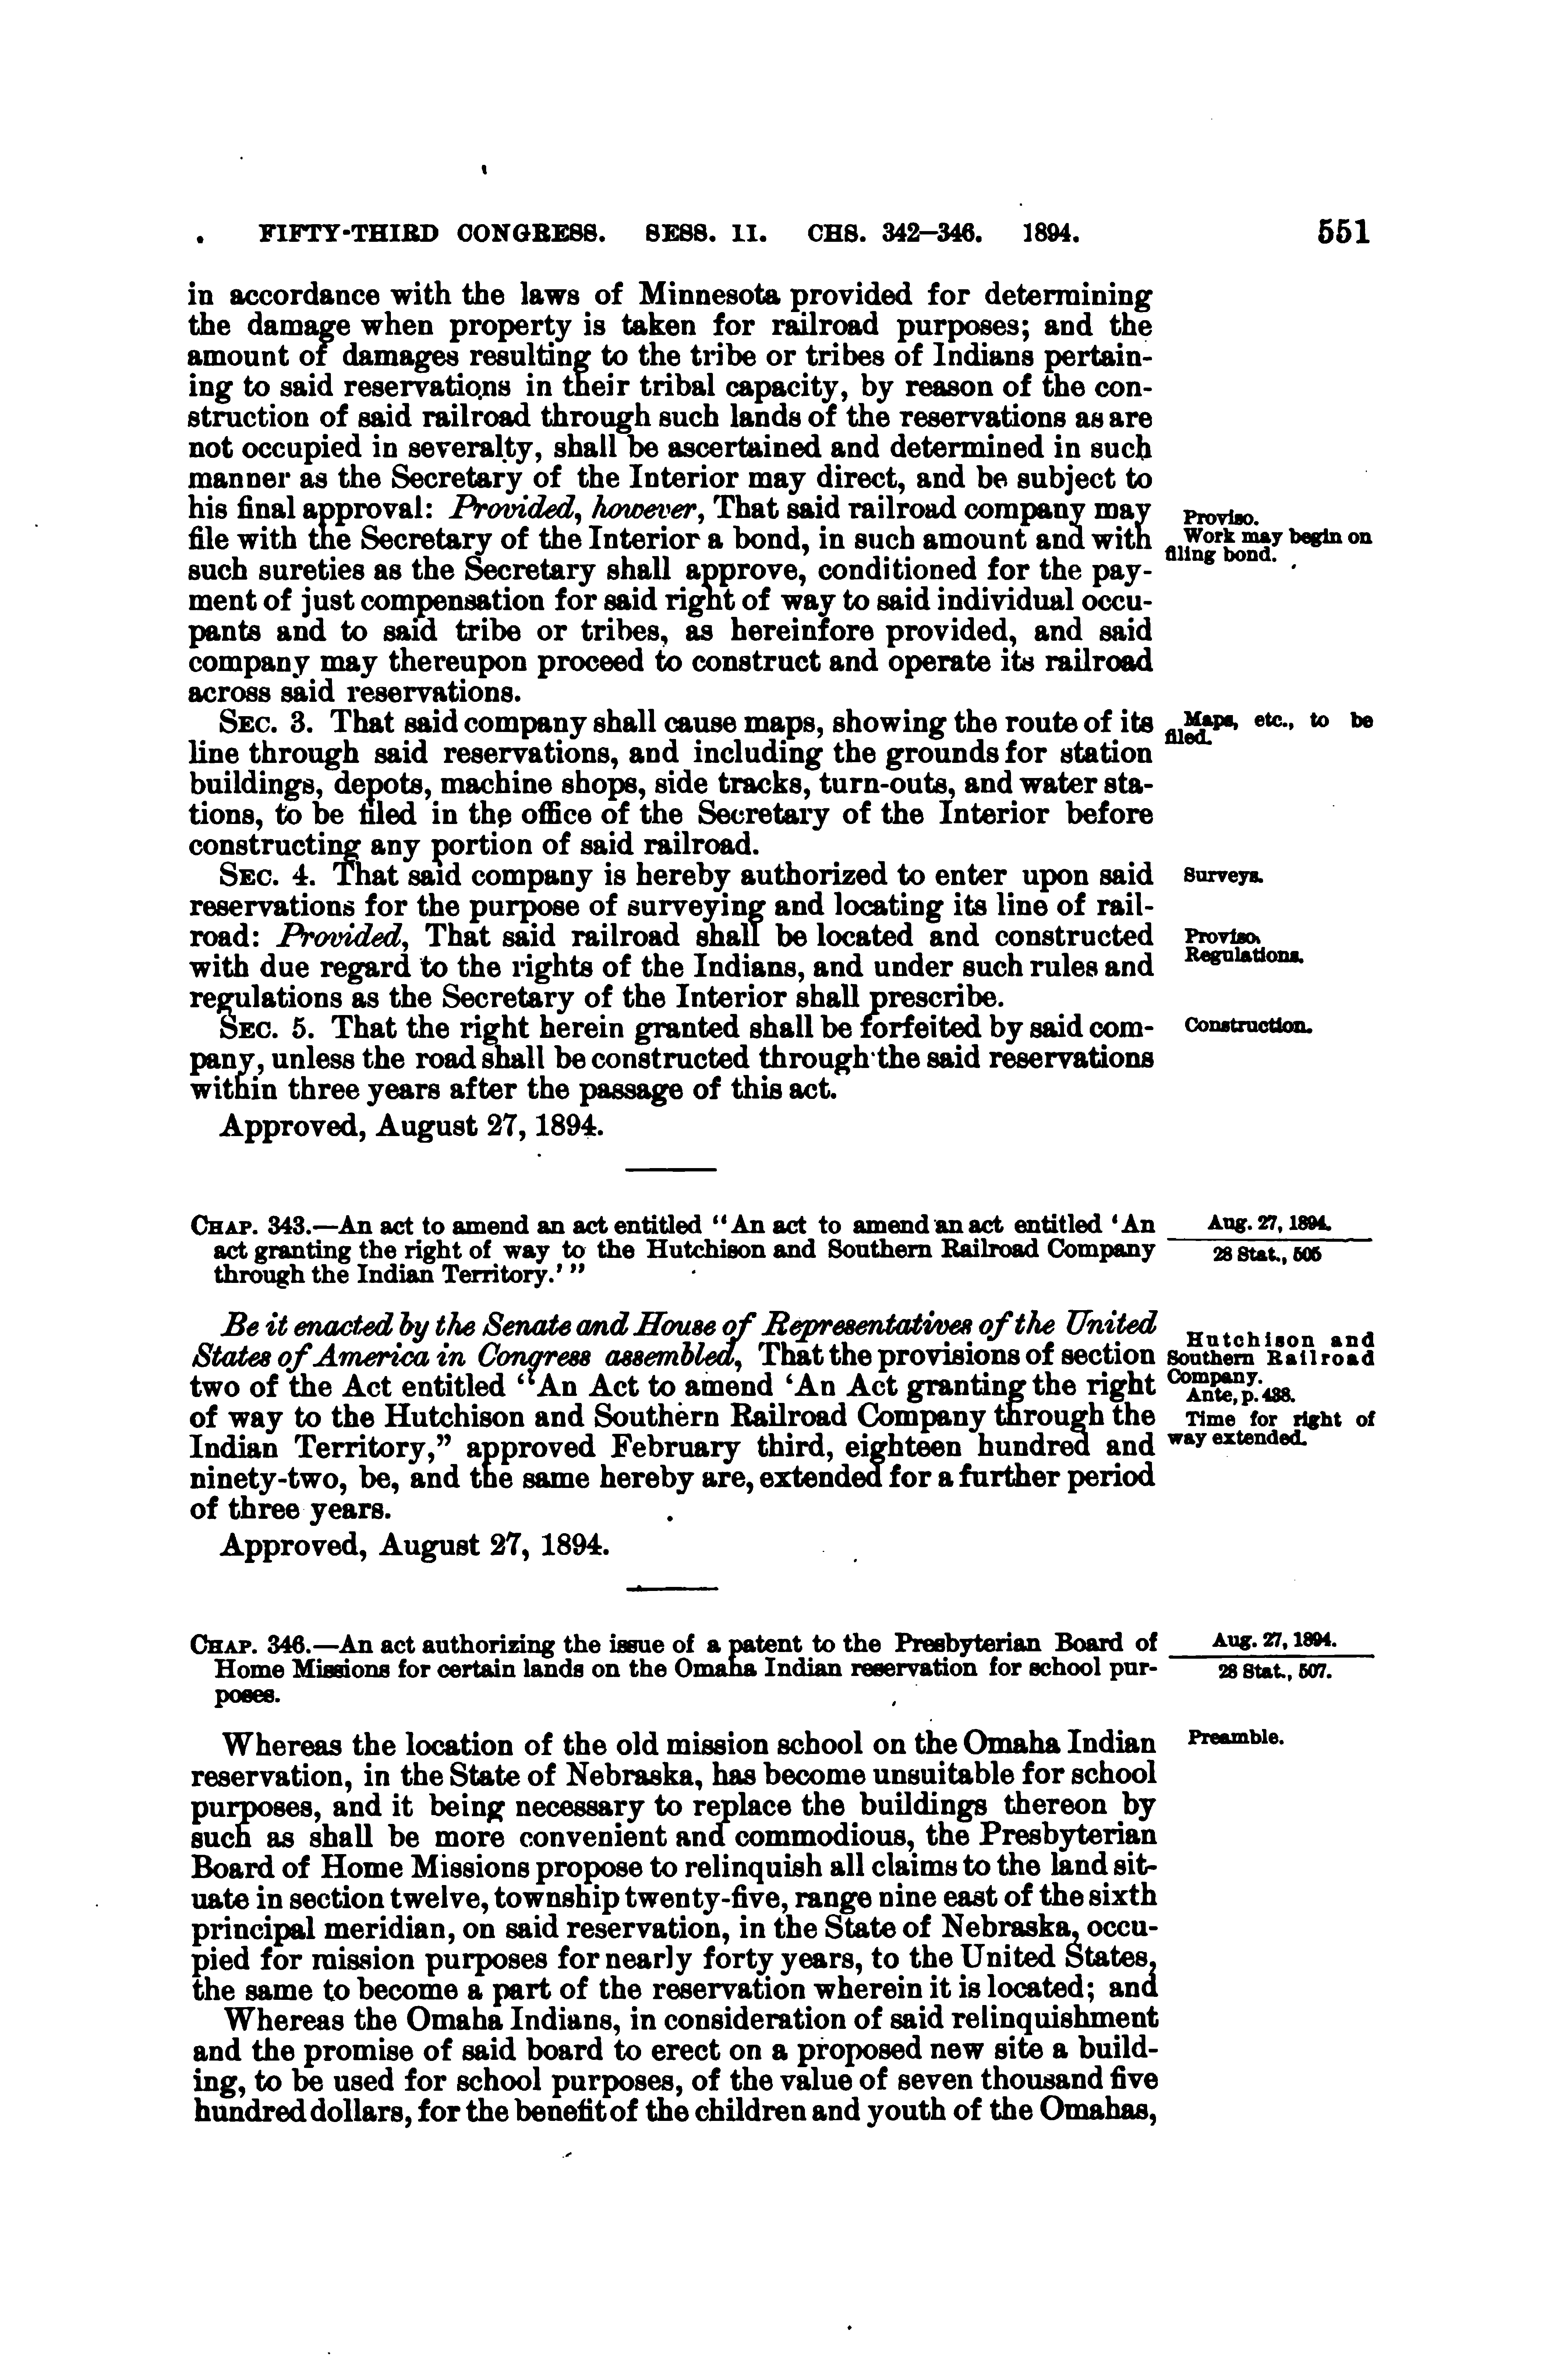 FIFTY-THIRD CONGRESS. SESS. II. CHS. 342–346. 1894. 551
in accordance with the laws of Minnesota provided for determining
the damage when property is taken for railroad purposes; and the
amount of damages resulting to the tribe or tribes of Indians pertain-
ing to said reservations in their tribal capacity, by reason of the con-
struction of said railroad through such lands of the reservations as are
not occupied in severalty, shall be ascertained and determined in such
manner as the Secretary of the Interior may direct, and be subject to
his final approval: Provided, however, That said railroad company may
file with the Secretary of the Interior a bond, in such amount and with
such sureties as the Secretary shall approve, conditioned for the pay-
ment of just compensation for said right of way to said individual occu-
pants and to said tribe or tribes, as hereinfore provided, and said
company may thereupon proceed to construct and operate its railroad
across said reservations.
Proviso.
Work may begin on
filing bond.
SEC. 3. That said company shall cause maps, showing the route of its
line through said reservations, and including the grounds for station
buildings, depots, machine shops, side tracks, turn-outs, and water sta-
tions, to be filed in the office of the Secretary of the Interior before
constructing any portion of said railroad.
Maps, etc., to be
filed.
SEC. 4. That said company is hereby authorized to enter upon said
reservations for the purpose of surveying and locating its line of rail-
road: Provided, That said railroad shall be located and constructed
with due regard to the rights of the Indians, and under such rules and
regulations as the Secretary of the Interior shall prescribe.
Surveys.
Proviso.
Regulations.
SEC. 5. That the right herein granted shall be forfeited by said com-
pany, unless the road shall be constructed through the said reservations
within three years after the passage of this act.
Construction.
Approved, August 27, 1894.
CHAP. 343.—An act to amend an act entitled "An act to amend an act entitled 'An
act granting the right of way to the Hutchison and Southern Railroad Company
through the Indian Territory.' "
Aug. 27, 1894.
28 Stat., 505
Be it enacted by the Senate and House of Representatives of the United
States of America in Congress assembled, That the provisions of section
two of the Act entitled "An Act to amend 'An Act granting the right
of way to the Hutchison and Southern Railroad Company through the
Indian Territory," approved February third, eighteen hundred and
ninety-two, be, and the same hereby are, extended for a further period
of three years.
Hutchison and
Southern Railroad
Company.
Ante, p. 438.
Time for right of
way extended.
Approved, August 27, 1894.
CHAP. 346.—An act authorizing the issue of a patent to the Presbyterian Board of
Home Missions for certain lands on the Omaha Indian reservation for school pur-
poses.
Aug. 27, 1894.
28 Stat., 507.
Whereas the location of the old mission school on the Omaha Indian
reservation, in the State of Nebraska, has become unsuitable for school
purposes, and it being necessary to replace the buildings thereon by
such as shall be more convenient and commodious, the Presbyterian
Board of Home Missions propose to relinquish all claims to the land sit-
uate in section twelve, township twenty-five, range nine east of the sixth
principal meridian, on said reservation, in the State of Nebraska, occu-
pied for mission purposes for nearly forty years, to the United States,
the same to become a part of the reservation wherein it is located; and
Preamble.
Whereas the Omaha Indians, in consideration of said relinquishment
and the promise of said board to erect on a proposed new site a build-
ing, to be used for school purposes, of the value of seven thousand five
hundred dollars, for the benefit of the children and youth of the Omahas,